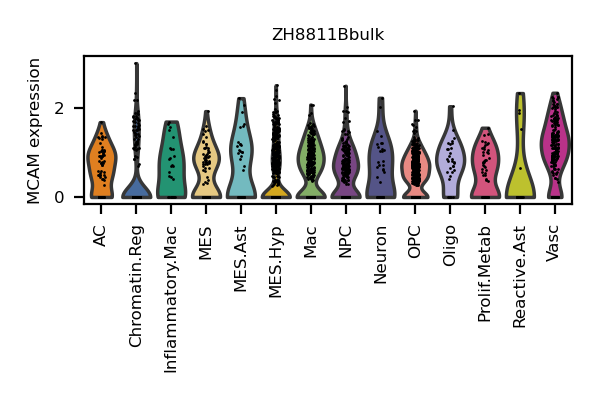 ZH8811Bbulk
MCAM expression
2
0
AC
Chromatin.Reg
Inflammatory.Mac
MES
MES.Ast
MES.Hyp
Mac
NPC
Neuron
OPC
Oligo
Prolif.Metab
Reactive.Ast
Vasc